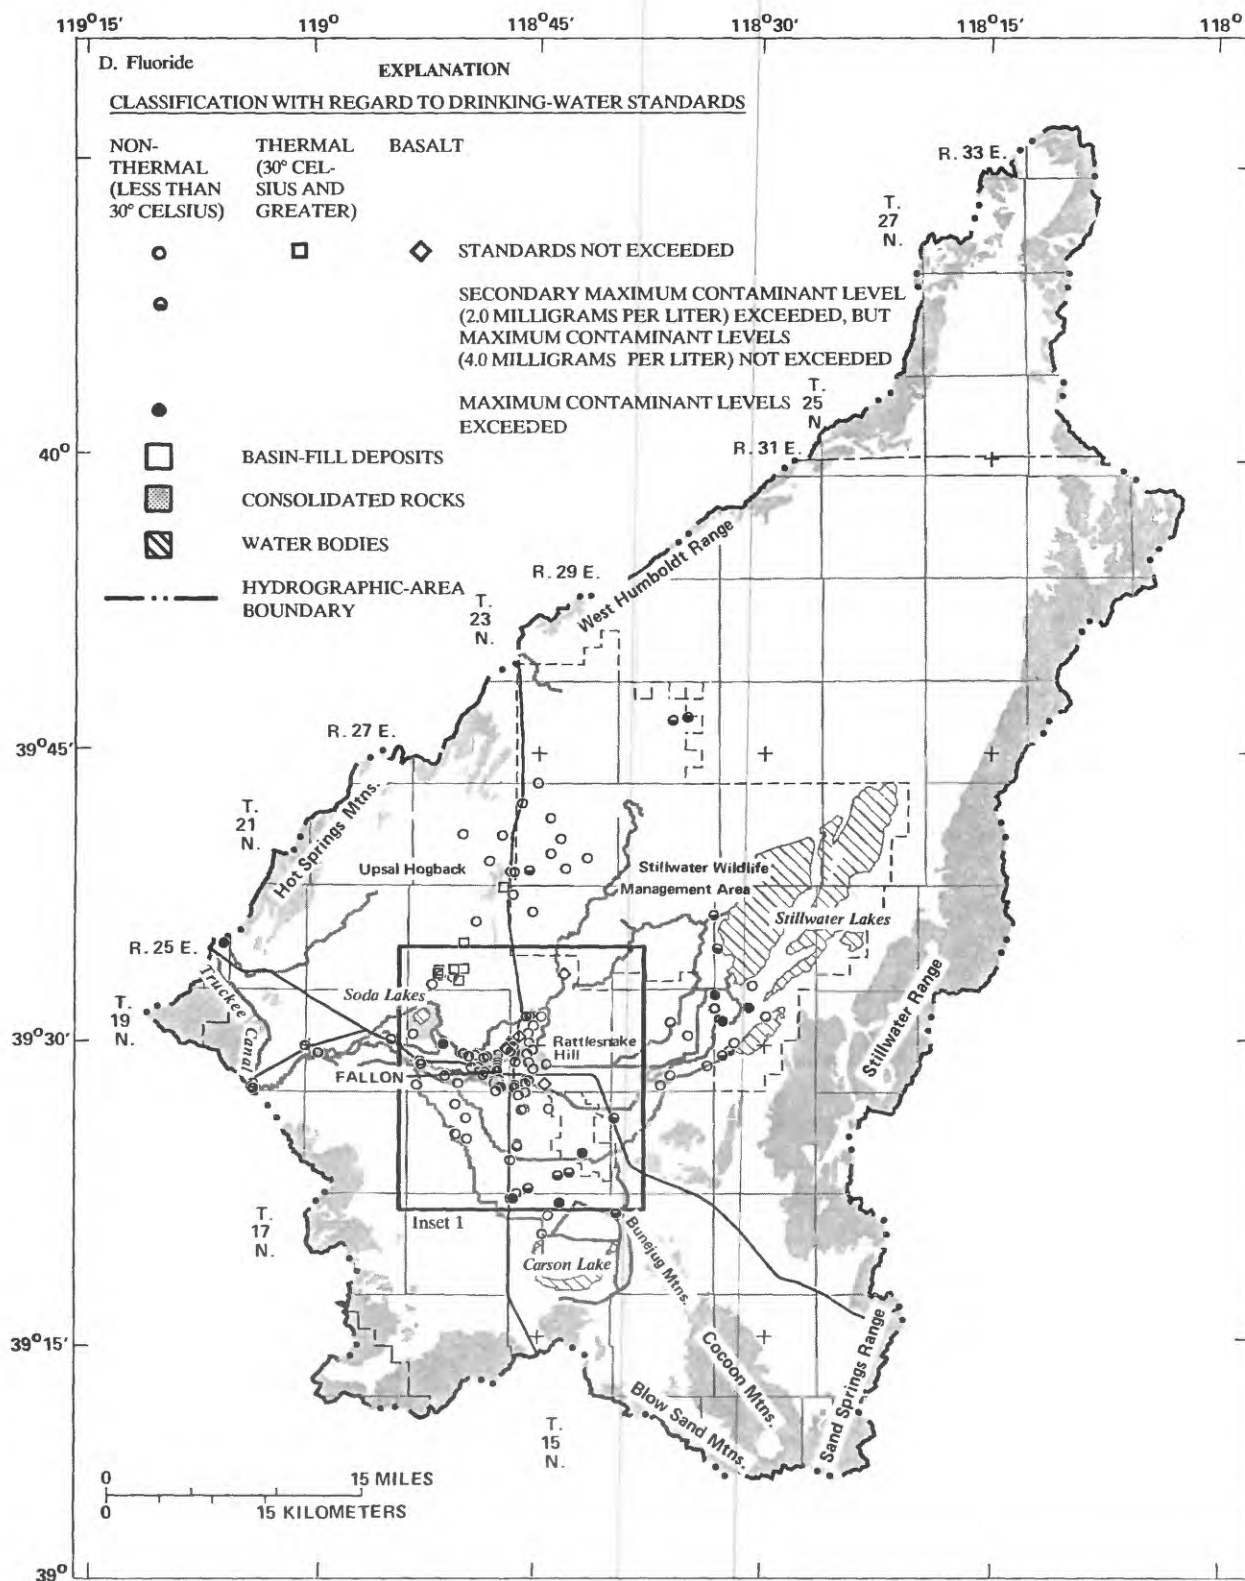 119° 15'
119°
118° 45'
118° 30'
118° 15'
118°
D. Fluoride
EXPLANATION
CLASSIFICATION WITH REGARD TO DRINKING-WATER STANDARDS
NON-
THERMAL
(LESS THAN
30° CELSIUS)
THERMAL
(30° CEL-
SIUS AND
GREATER)
BASALT
STANDARDS NOT EXCEEDED
SECONDARY MAXIMUM CONTAMINANT LEVEL
(2.0 MILLIGRAMS PER LITER) EXCEEDED, BUT
MAXIMUM CONTAMINANT LEVELS
(4.0 MILLIGRAMS PER LITER) NOT EXCEEDED
MAXIMUM CONTAMINANT LEVELS
EXCEEDED
BASIN-FILL DEPOSITS
CONSOLIDATED ROCKS
WATER BODIES
HYDROGRAPHIC-AREA
BOUNDARY
R. 33 E.
T.
27
N.
T.
25
N.
40°
R. 31 E.
West Humboldt Range
R. 29 E.
T.
23
N.
39° 45'
R. 27 E.
T.
21
N.
Hot Springs Mtns.
Upsal Hogback
Stillwater Wildlife
Management Area
Stillwater Lakes
R. 25 E.
Truckee
Canal
T.
19
N.
39° 30'
Soda Lakes
Rattlesnake
Hill
FALLON
Stillwater Range
T.
17
N.
Inset 1
Carson Lake
Bunejug Mtns.
39° 15'
Cocoon Mtns.
Blow Sand Mtns.
Sand Springs Range
T.
15
N.
0 15 MILES
0 15 KILOMETERS
39°